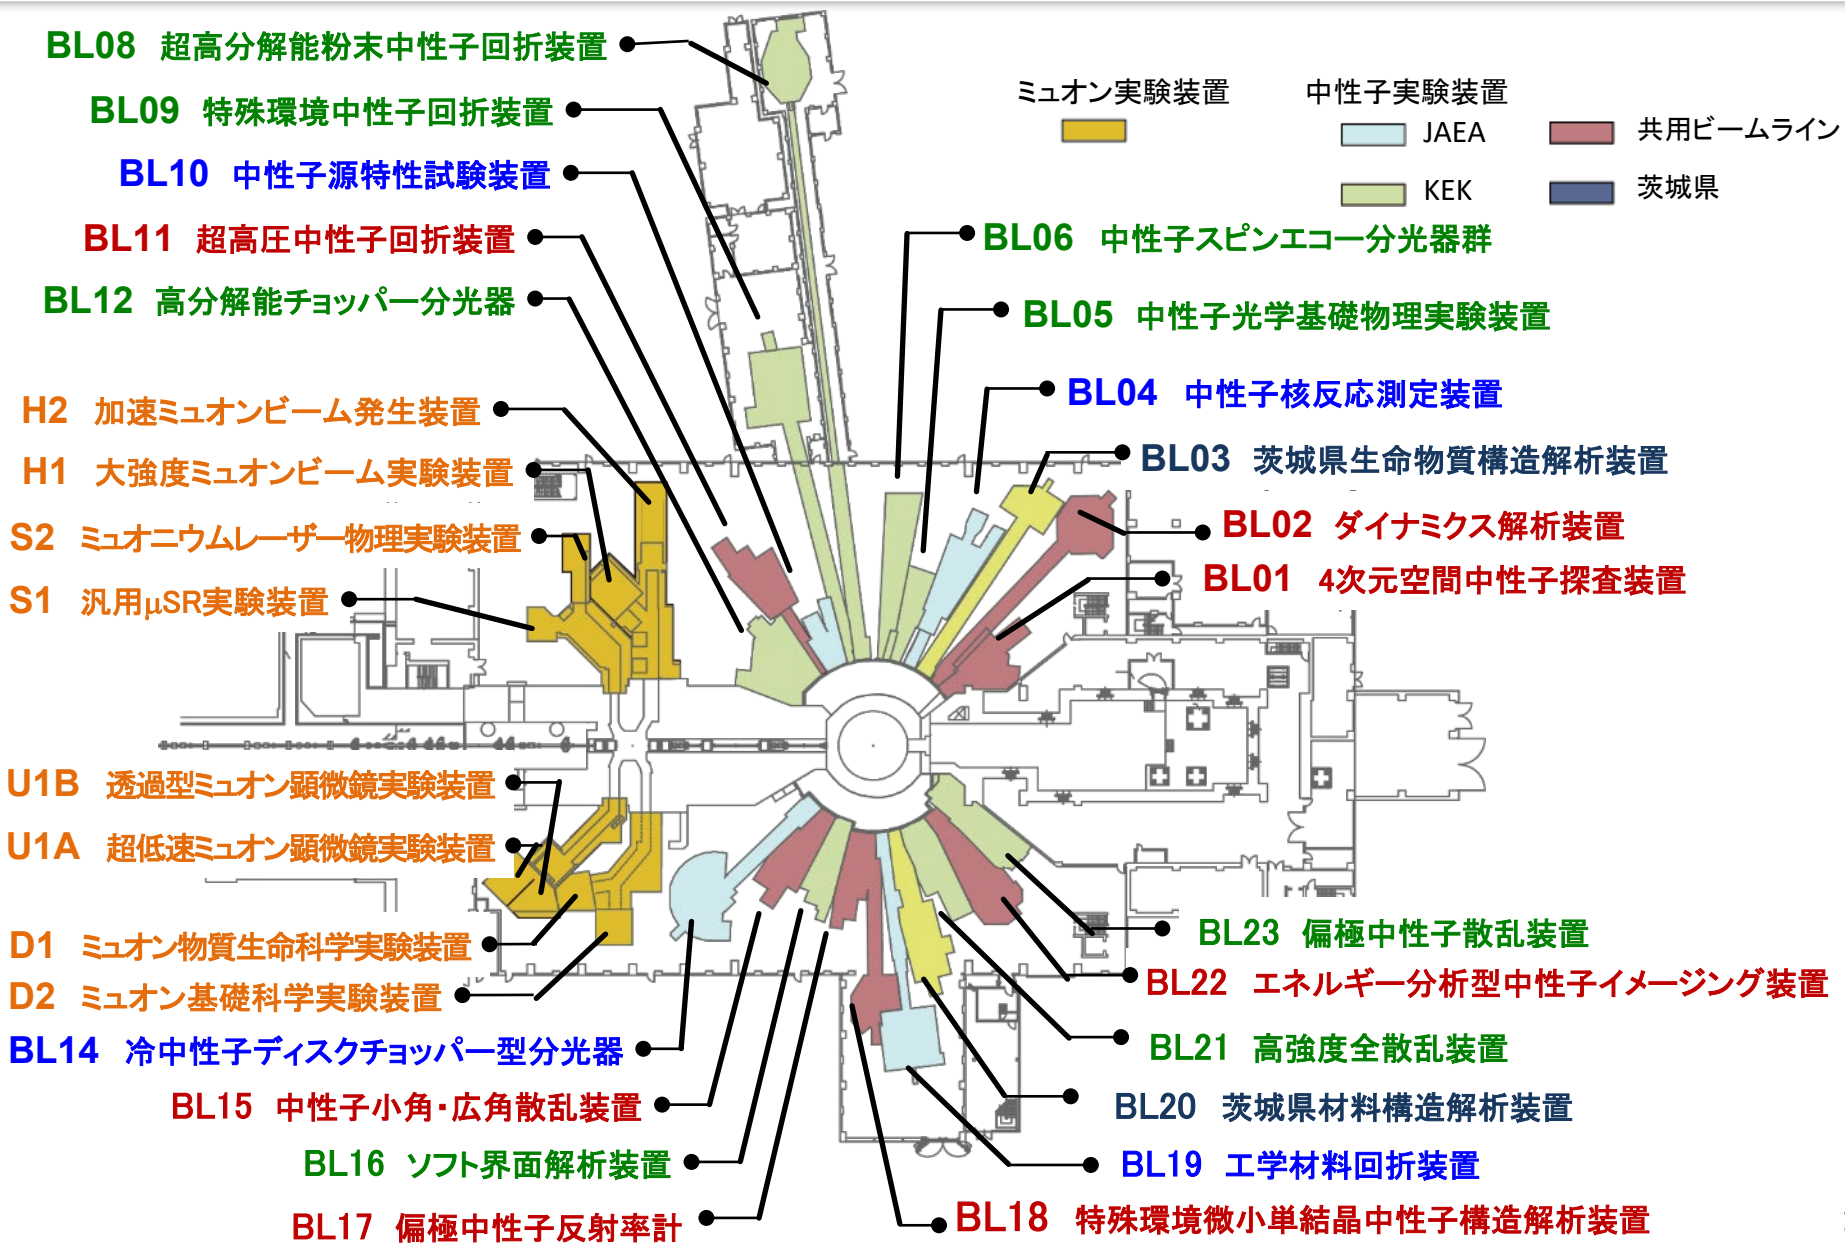 BL08 超高分解能粉末中性子回折装置
BL09 特殊環境中性子回折装置
BL10 中性子源特性試験装置
BL11 超高圧中性子回折装置
BL12 高分解能チョッパー分光器
H2 加速ミュオンビーム発生装置
H1 大強度ミュオンビーム実験装置
S2 ミュオニウムレーザー物理実験装置
S1 汎用μSR実験装置
U1B 透過型ミュオン顕微鏡実験装置
U1A 超低速ミュオン顕微鏡実験装置
D1 ミュオン物質生命科学実験装置
D2 ミュオン基礎科学実験装置
BL14 冷中性子ディスクチョッパー型分光器
BL15 中性子小角・広角散乱装置
BL16 ソフト界面解析装置
BL17 偏極中性子反射率計
ミュオン実験装置
中性子実験装置
JAEA
共用ビームライン
KEK
茨城県
BL06 中性子スピンエコー分光器群
BL05 中性子光学基礎物理実験装置
BL04 中性子核反応測定装置
BL03 茨城県生命物質構造解析装置
BL02 ダイナミクス解析装置
BL01 4次元空間中性子探査装置
BL23 偏極中性子散乱装置
BL22 エネルギー分析型中性子イメージング装置
BL21 高強度全散乱装置
BL20 茨城県材料構造解析装置
BL19 工学材料回折装置
BL18 特殊環境微小単結晶中性子構造解析装置